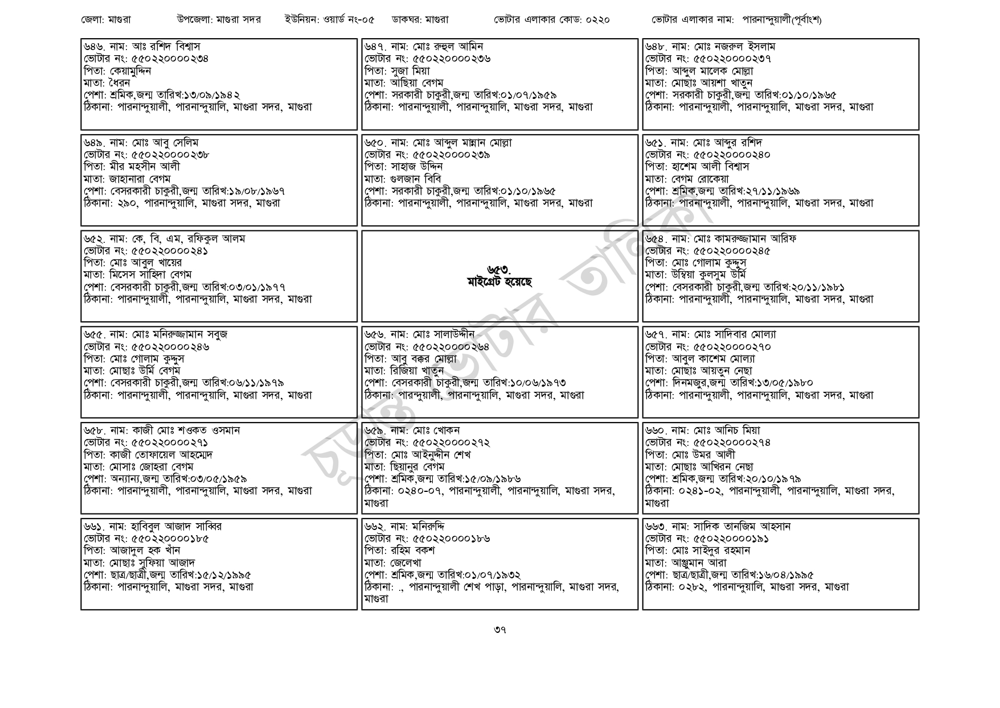 জেলা: মাগুরা উপজেলা: মাগুরা সদর ইউনিয়ন: ওয়ার্ড নং-০৫ ডাকঘর: মাগুরা ভোটার এলাকার কোড: ০২২০ ভোটার এলাকার নাম: পারনান্দুয়ালী(পূর্বাংশ)
৬৪৬. নাম: আঃ রশিদ বিশ্বাস
ভোটার নং: ৫৫০২২০০০০২৩৪
পিতা: কেয়ামুদ্দিন
মাতা: ধৈরন
পেশা: শ্রমিক,জন্ম তারিখ:১৩/০৯/১৯৪২
ঠিকানা: পারনান্দুয়ালী, পারনান্দুয়ালি, মাগুরা সদর, মাগুরা
৬৪৭. নাম: মোঃ রুহুল আমিন
ভোটার নং: ৫৫০২২০০০০২৩৬
পিতা: সুজা মিয়া
মাতা: আছিয়া বেগম
পেশা: সরকারী চাকুরী,জন্ম তারিখ:০১/০৭/১৯৫৯
ঠিকানা: পারনান্দুয়ালী, পারনান্দুয়ালি, মাগুরা সদর, মাগুরা
৬৪৮. নাম: মোঃ নজরুল ইসলাম
ভোটার নং: ৫৫০২২০০০০২৩৭
পিতা: আব্দুল মালেক মোল্লা
মাতা: মোছাঃ আয়শা খাতুন
পেশা: সরকারী চাকুরী,জন্ম তারিখ:০১/১০/১৯৬৫
ঠিকানা: পারনান্দুয়ালী, পারনান্দুয়ালি, মাগুরা সদর, মাগুরা
৬৪৯. নাম: মোঃ আবু সেলিম
ভোটার নং: ৫৫০২২০০০০২৩৮
পিতা: মীর মহসীন আলী
মাতা: জাহানারা বেগম
পেশা: বেসরকারী চাকুরী,জন্ম তারিখ:১৯/০৮/১৯৬৭
ঠিকানা: ২৯০, পারনান্দুয়ালি, মাগুরা সদর, মাগুরা
৬৫০. নাম: মোঃ আব্দুল মান্নান মোল্লা
ভোটার নং: ৫৫০২২০০০০২৩৯
পিতা: সাহাজ উদ্দিন
মাতা: গুলজান বিবি
পেশা: সরকারী চাকুরী,জন্ম তারিখ:০১/১০/১৯৬৫
ঠিকানা: পারনান্দুয়ালী, পারনান্দুয়ালি, মাগুরা সদর, মাগুরা
৬৫১. নাম: মোঃ আব্দুর রশিদ
ভোটার নং: ৫৫০২২০০০০২৪০
পিতা: হাশেম আলী বিশ্বাস
মাতা: বেগম রোকেয়া
পেশা: শ্রমিক,জন্ম তারিখ:২৭/১১/১৯৬৯
ঠিকানা: পারনান্দুয়ালী, পারনান্দুয়ালি, মাগুরা সদর, মাগুরা
৬৫২. নাম: কে, বি, এম, রফিকুল আলম
ভোটার নং: ৫৫০২২০০০০২৪১
পিতা: মোঃ আবুল খায়ের
মাতা: মিসেস সাহিদা বেগম
পেশা: বেসরকারী চাকুরী,জন্ম তারিখ:০৩/০১/১৯৭৭
ঠিকানা: পারনান্দুয়ালী, পারনান্দুয়ালি, মাগুরা সদর, মাগুরা
৬৫৩.
মাইগ্রেট হয়েছে
৬৫৪. নাম: মোঃ কামরুজ্জামান আরিফ
ভোটার নং: ৫৫০২২০০০০২৪৫
পিতা: মোঃ গোলাম কুদ্দুস
মাতা: উম্বিয়া কুলসুম উর্মি
পেশা: বেসরকারী চাকুরী,জন্ম তারিখ:২০/১১/১৯৮১
ঠিকানা: পারনান্দুয়ালী, পারনান্দুয়ালি, মাগুরা সদর, মাগুরা
৬৫৫. নাম: মোঃ মনিরুজ্জামান সবুজ
ভোটার নং: ৫৫০২২০০০০২৪৬
পিতা: মোঃ গোলাম কুদ্দুস
মাতা: মোছাঃ উর্মি বেগম
পেশা: বেসরকারী চাকুরী,জন্ম তারিখ:০৬/১১/১৯৭৯
ঠিকানা: পারনান্দুয়ালী, পারনান্দুয়ালি, মাগুরা সদর, মাগুরা
৬৫৬. নাম: মোঃ সালাউদ্দীন
ভোটার নং: ৫৫০২২০০০০২৬৪
পিতা: আবু বক্কর মোল্লা
মাতা: রিজিয়া খাতুন
পেশা: বেসরকারী চাকুরী,জন্ম তারিখ:১০/০৬/১৯৭৩
ঠিকানা: পারন্দুয়ালী, পারনান্দুয়ালি, মাগুরা সদর, মাগুরা
৬৫৭. নাম: মোঃ সাদিবার মোল্যা
ভোটার নং: ৫৫০২২০০০০২৭০
পিতা: আবুল কাশেম মোল্যা
মাতা: মোছাঃ আয়তুন নেছা
পেশা: দিনমজুর,জন্ম তারিখ:১৩/০৫/১৯৮০
ঠিকানা: পারনান্দুয়ালী, পারনান্দুয়ালি, মাগুরা সদর, মাগুরা
৬৫৮. নাম: কাজী মোঃ শওকত ওসমান
ভোটার নং: ৫৫০২২০০০০২৭১
পিতা: কাজী তোফায়েল আহম্মেদ
মাতা: মোসাঃ জোহরা বেগম
পেশা: অন্যান্য,জন্ম তারিখ:০৩/০৫/১৯৫৯
ঠিকানা: পারনান্দুয়ালী, পারনান্দুয়ালি, মাগুরা সদর, মাগুরা
৬৫৯. নাম: মোঃ খোকন
ভোটার নং: ৫৫০২২০০০০২৭২
পিতা: মোঃ আইনুদ্দীন শেখ
মাতা: ছিয়ানুর বেগম
পেশা: শ্রমিক,জন্ম তারিখ:১৫/০৯/১৯৮৬
ঠিকানা: ০২৪০-০৭, পারনান্দুয়ালী, পারনান্দুয়ালি, মাগুরা সদর,
মাগুরা
৬৬০. নাম: মোঃ আনিচ মিয়া
ভোটার নং: ৫৫০২২০০০০২৭৪
পিতা: মোঃ উমর আলী
মাতা: মোছাঃ আখিরন নেছা
পেশা: শ্রমিক,জন্ম তারিখ:২০/১০/১৯৭৯
ঠিকানা: ০২৪১-০২, পারনান্দুয়ালী, পারনান্দুয়ালি, মাগুরা সদর,
মাগুরা
৬৬১. নাম: হাবিবুল আজাদ সাব্বির
ভোটার নং: ৫৫০২২০০০০১৮৫
পিতা: আজাদুল হক খাঁন
মাতা: মোছাঃ সুফিয়া আজাদ
পেশা: ছাত্র/ছাত্রী,জন্ম তারিখ:১৫/১২/১৯৯৫
ঠিকানা: পারনান্দুয়ালি, মাগুরা সদর, মাগুরা
৬৬২. নাম: মনিরুদ্দি
ভোটার নং: ৫৫০২২০০০০১৮৬
পিতা: রহিম বকশ
মাতা: জেলেখা
পেশা: শ্রমিক,জন্ম তারিখ:০১/০৭/১৯৩২
ঠিকানা: ., পারনান্দুয়ালী শেখ পাড়া, পারনান্দুয়ালি, মাগুরা সদর,
মাগুরা
৬৬৩. নাম: সাদিক তানজিম আহসান
ভোটার নং: ৫৫০২২০০০০১৯১
পিতা: মোঃ সাইদুর রহমান
মাতা: আঞ্জুমান আরা
পেশা: ছাত্র/ছাত্রী,জন্ম তারিখ:১৬/০৪/১৯৯৫
ঠিকানা: ০২৮২, পারনান্দুয়ালি, মাগুরা সদর, মাগুরা
চূড়ান্ত ভোটার তালিকা
৩৭